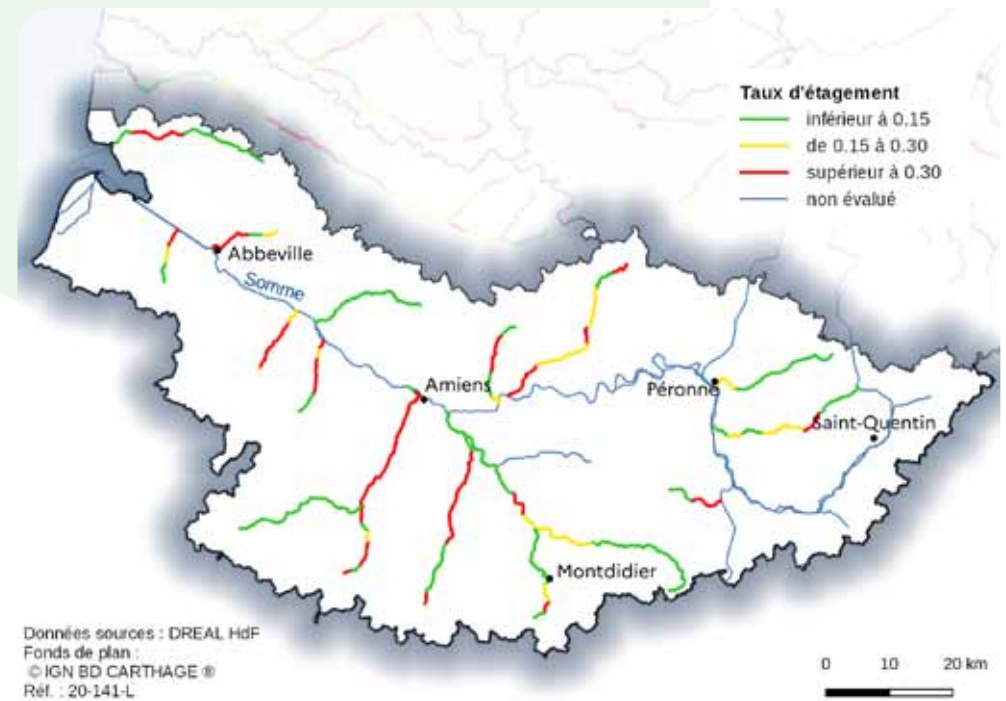 Taux d'étagement
inférieur à 0.15
de 0.15 à 0.30
supérieur à 0.30
non évalué
Abbeville
Somme
Amiens
Péronne
Saint-Quentin
Montdidier
Données sources : DREAL HdF
Fonds de plan :
© IGN BD CARTHAGE ®
Réf. : 20-141-L
0 10 20 km